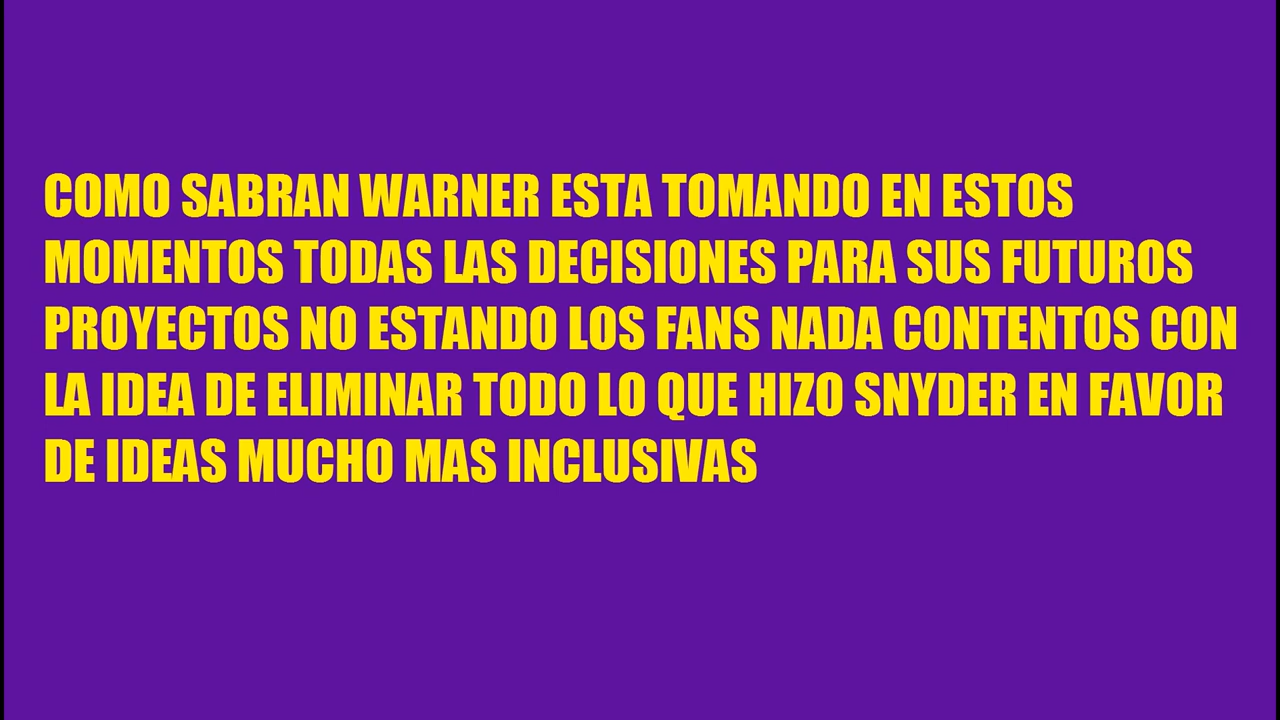 COMO SABRAN WARNER ESTA TOMANDO EN ESTOS
MOMENTOS TODAS LAS DECISIONES PARA SUS FUTUROS
PROYECTOS NO ESTANDO LOS FANS NADA CONTENTOS CON
LA IDEA DE ELIMINAR TODO LO QUE HIZO SNYDER EN FAVOR
DE IDEAS MUCHO MAS INCLUSIVAS